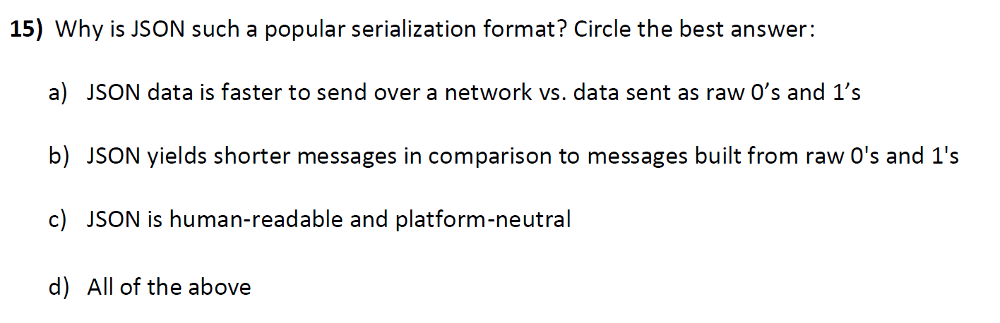 15) Why is JSON such a popular serialization format? Circle the best answer:
a) JSON data is faster to send over a network vs. data sent as raw 0’s and 1’s
b) JSON yields shorter messages in comparison to messages built from raw 0's and 1's
c) JSON is human-readable and platform-neutral
d) All of the above